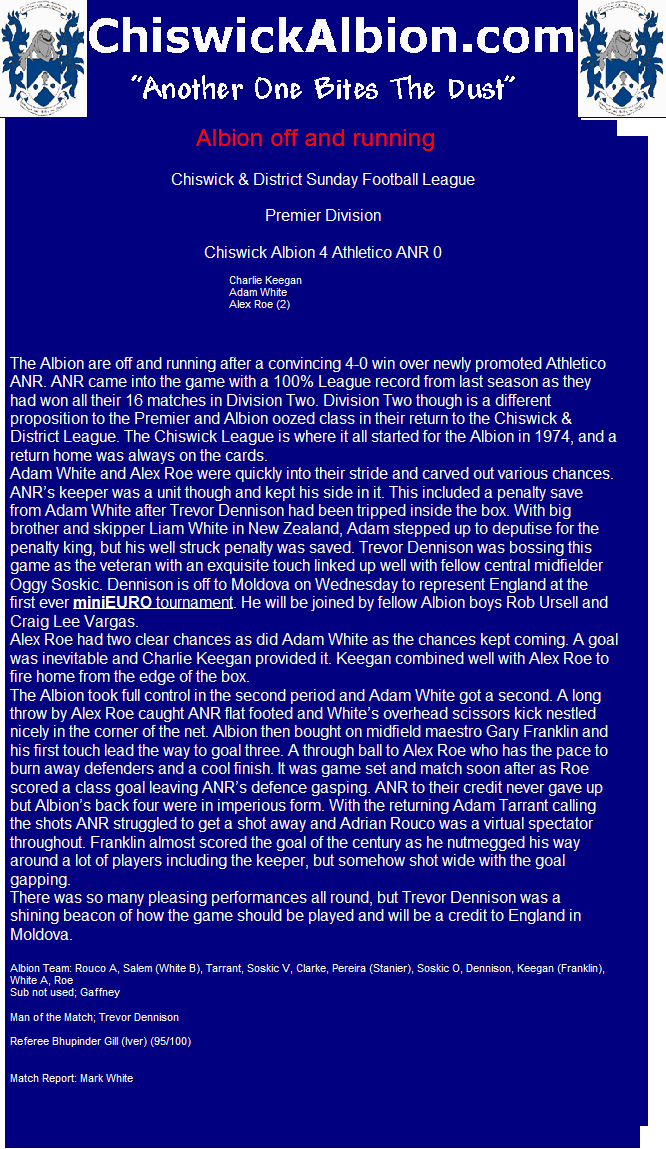 ChiswickAlbion.com
"Another One Bites The Dust"
Albion off and running
Chiswick & District Sunday Football League
Premier Division
Chiswick Albion 4 Athletico ANR 0
Charlie Keegan
Adam White
Alex Roe (2)
The Albion are off and running after a convincing 4-0 win over newly promoted Athletico
ANR. ANR came into the game with a 100% League record from last season as they
had won all their 16 matches in Division Two. Division Two though is a different
proposition to the Premier and Albion oozed class in their return to the Chiswick &
District League. The Chiswick League is where it all started for the Albion in 1974, and a
return home was always on the cards.
Adam White and Alex Roe were quickly into their stride and carved out various chances.
ANR's keeper was a unit though and kept his side in it. This included a penalty save
from Adam White after Trevor Dennison had been tripped inside the box. With big
brother and skipper Liam White in New Zealand, Adam stepped up to deputise for the
penalty king, but his well struck penalty was saved. Trevor Dennison was bossing this
game as the veteran with an exquisite touch linked up well with fellow central midfielder
Oggy Soskic. Dennison is off to Moldova on Wednesday to represent England at the
first ever miniEURO tournament. He will be joined by fellow Albion boys Rob Ursell and
Craig Lee Vargas.
Alex Roe had two clear chances as did Adam White as the chances kept coming. A goal
was inevitable and Charlie Keegan provided it. Keegan combined well with Alex Roe to
fire home from the edge of the box.
The Albion took full control in the second period and Adam White got a second. A long
throw by Alex Roe caught ANR flat footed and White's overhead scissors kick nestled
nicely in the corner of the net. Albion then bought on midfield maestro Gary Franklin and
his first touch lead the way to goal three. A through ball to Alex Roe who has the pace to
burn away defenders and a cool finish. It was game set and match soon after as Roe
scored a class goal leaving ANR's defence gasping. ANR to their credit never gave up
but Albion's back four were in imperious form. With the returning Adam Tarrant calling
the shots ANR struggled to get a shot away and Adrian Rouco was a virtual spectator
throughout. Franklin almost scored the goal of the century as he nutmegged his way
around a lot of players including the keeper, but somehow shot wide with the goal
gapping.
There was so many pleasing performances all round, but Trevor Dennison was a
shining beacon of how the game should be played and will be a credit to England in
Moldova.
Albion Team: Rouco A, Salem (White B), Tarrant, Soskic V, Clarke, Pereira (Stanier), Soskic O, Dennison, Keegan (Franklin),
White A, Roe
Sub not used; Gaffney
Man of the Match; Trevor Dennison
Referee Bhupinder Gill (Iver) (95/100)
Match Report: Mark White